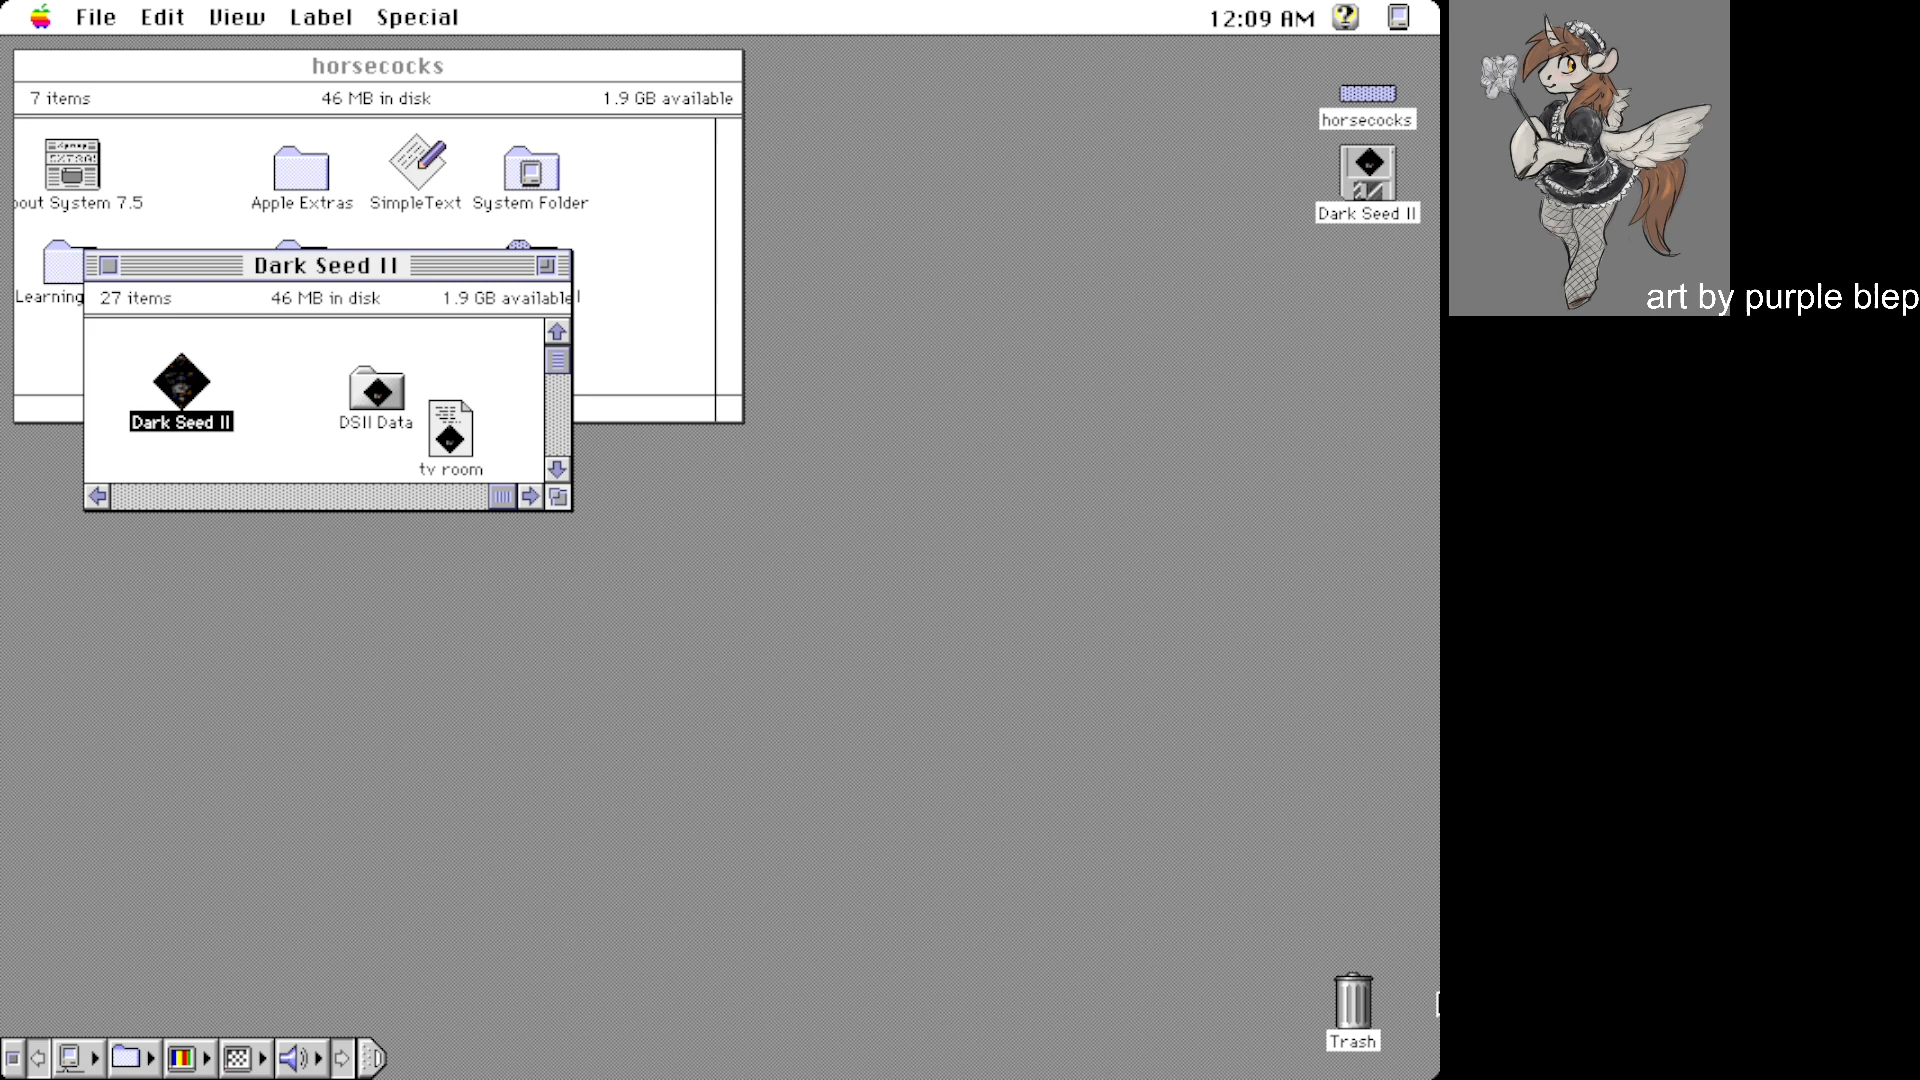 File Edit View Label Special 12:09 AM
horsecocks
7 items 46 MB in disk 1.9 GB available
out System 7.5 Apple Extras SimpleText System Folder
Learning
Dark Seed II
27 items 46 MB in disk 1.9 GB available
Dark Seed II DSII Data
tv room
horsecocks
Dark Seed II
Trash
art by purple blep